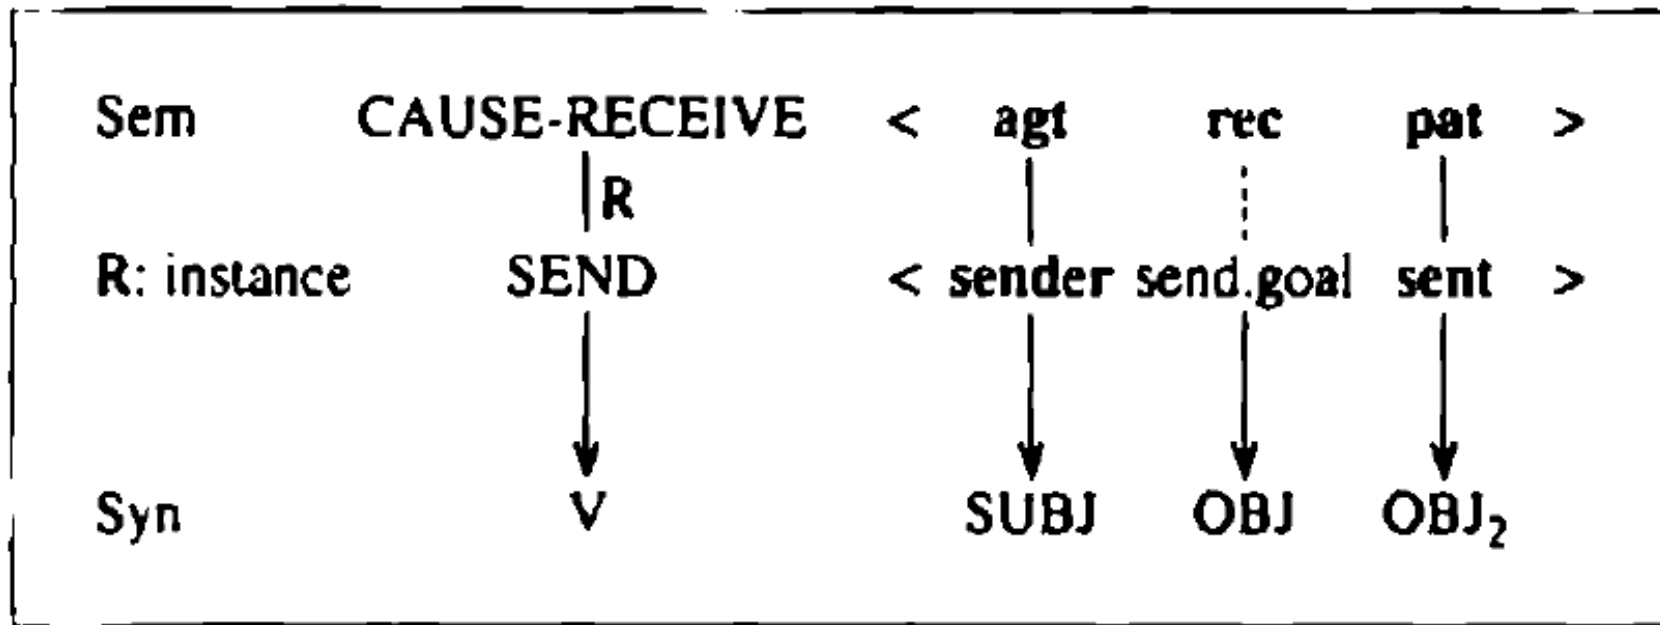 Sem CAUSE-RECEIVE < agt rec pat >
R
R: instance SEND < sender send.goal sent >
Syn V SUBJ OBJ OBJ₂